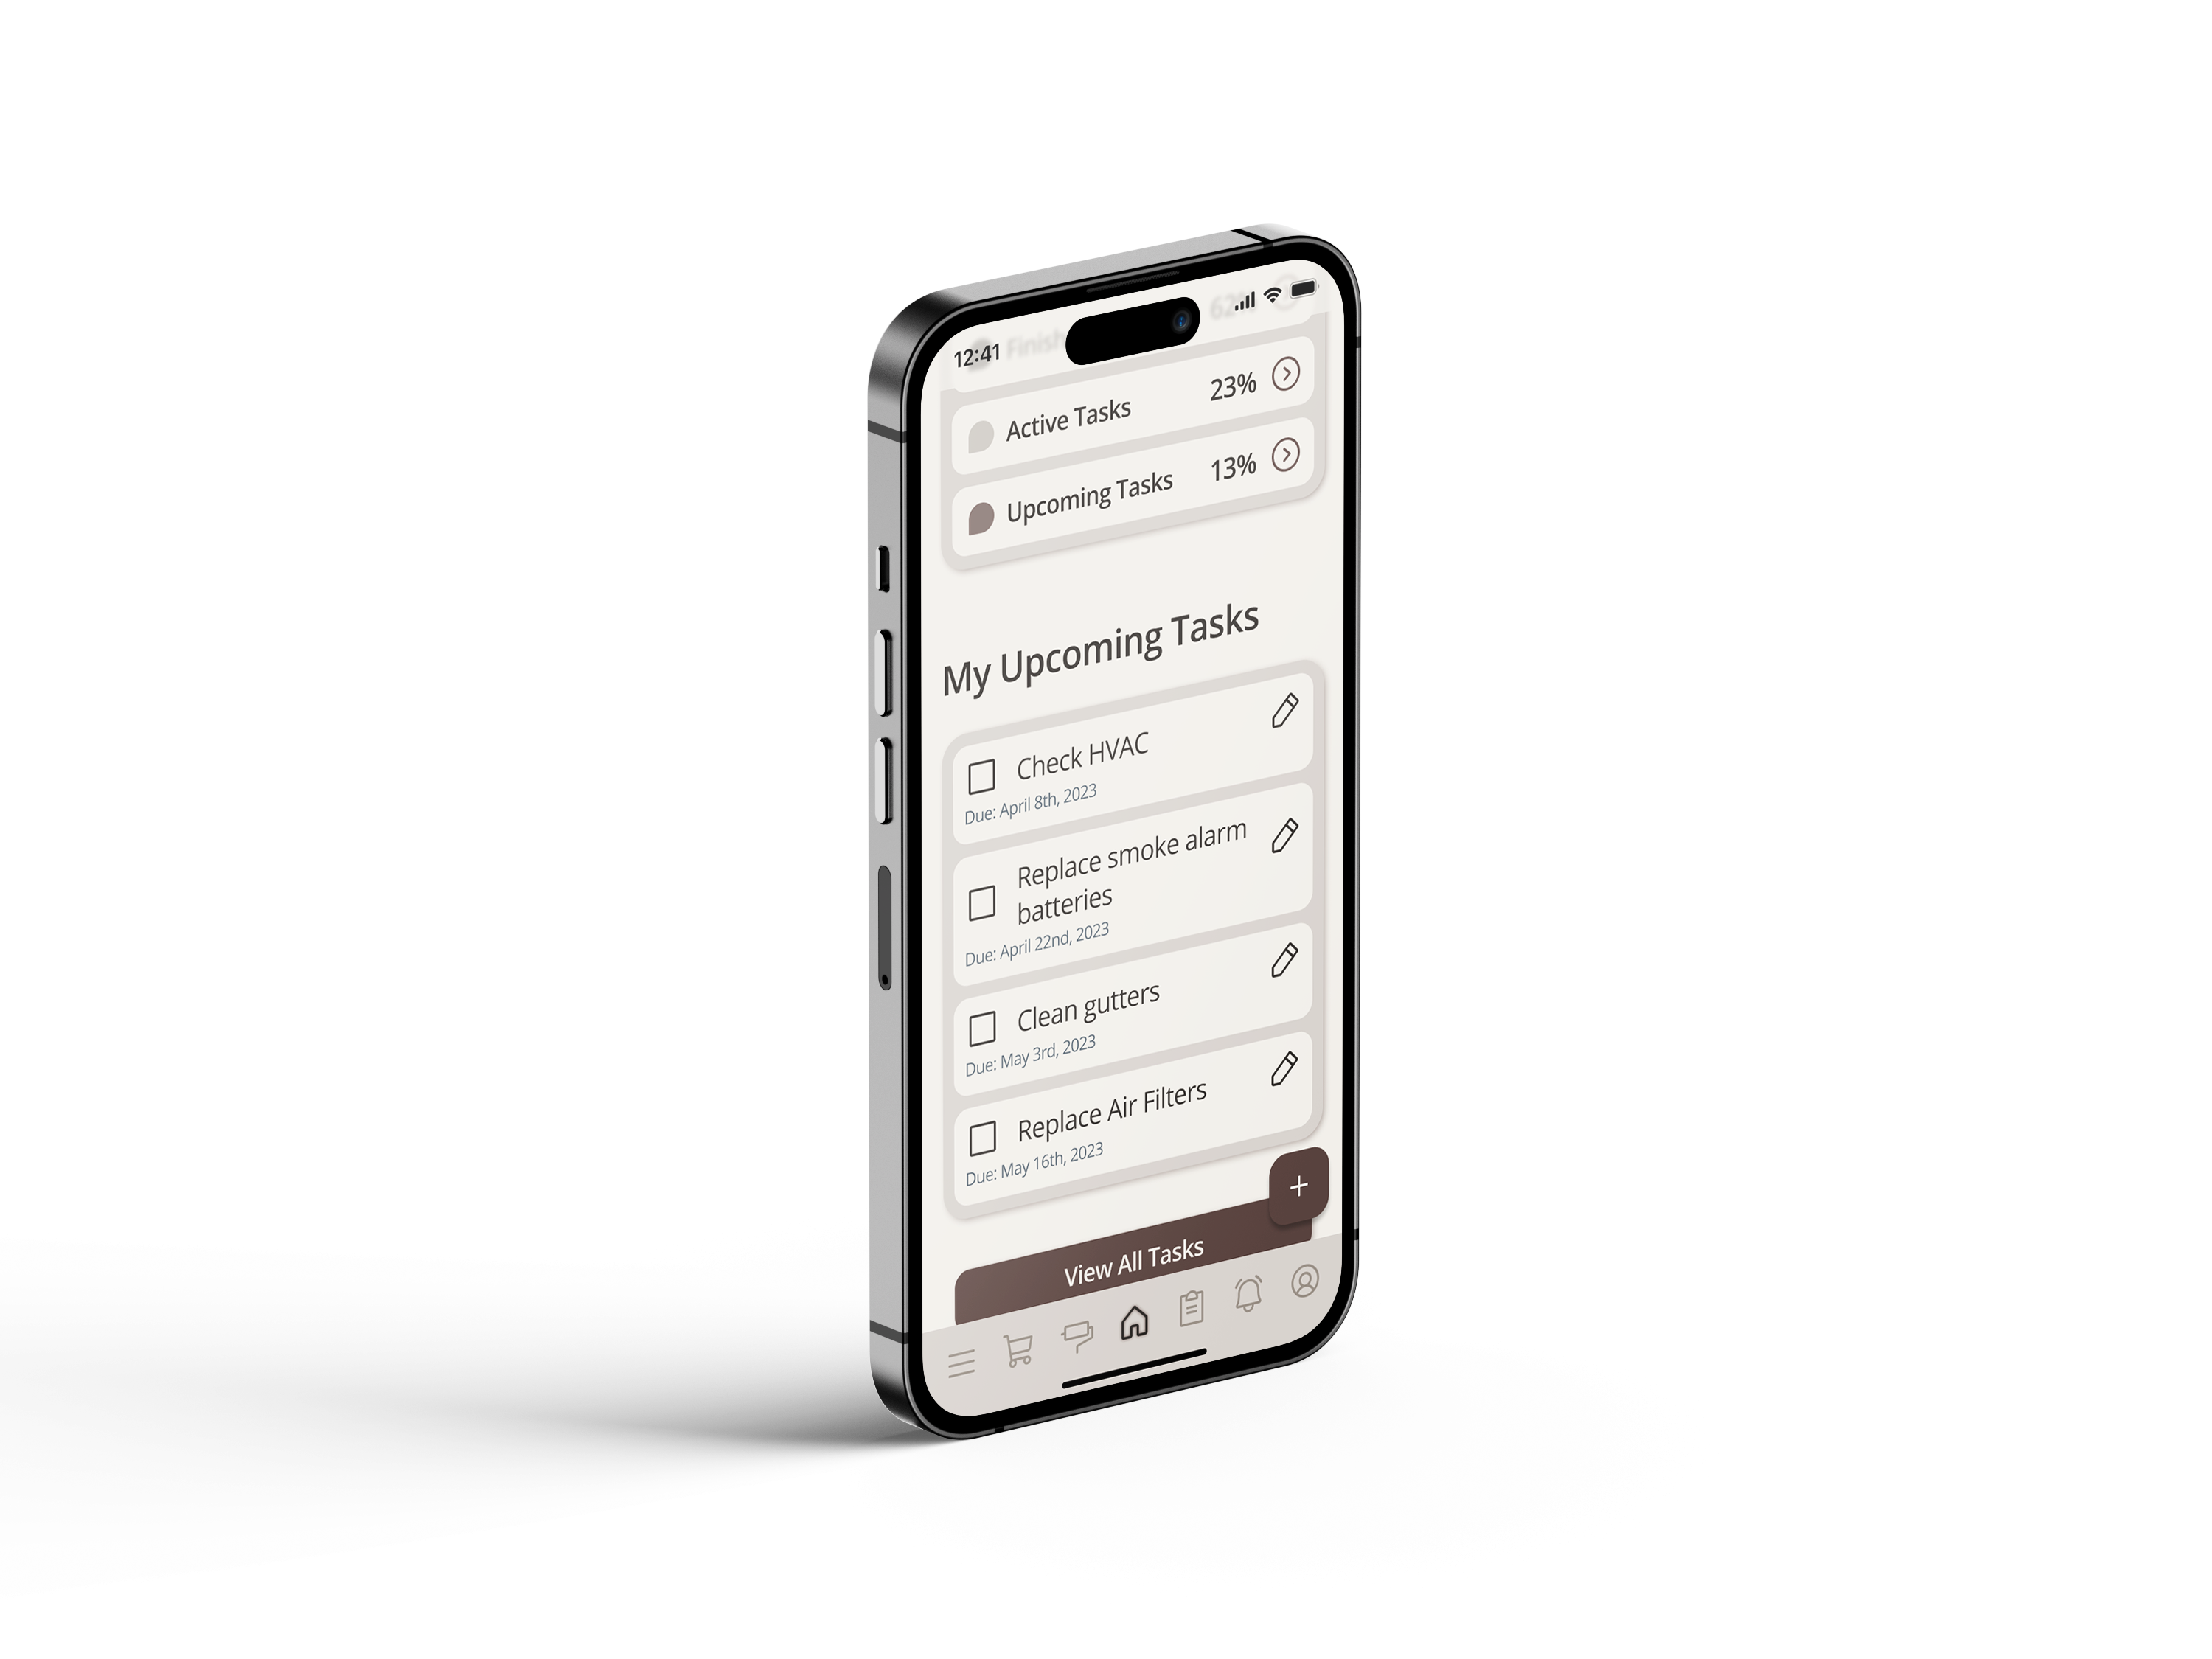 12:41
Finish
62%
Active Tasks 23%
Upcoming Tasks 13%
My Upcoming Tasks
Check HVAC
Due: April 8th, 2023
Replace smoke alarm
batteries
Due: April 22nd, 2023
Clean gutters
Due: May 3rd, 2023
Replace Air Filters
Due: May 16th, 2023
+
View All Tasks